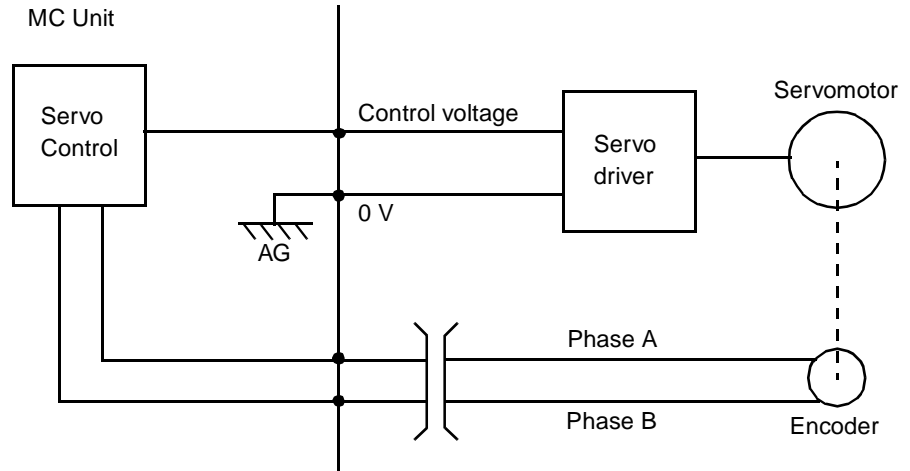 MC Unit
Servo
Control
Control voltage
0 V
AG
Servo
driver
Servomotor
Phase A
Phase B
Encoder